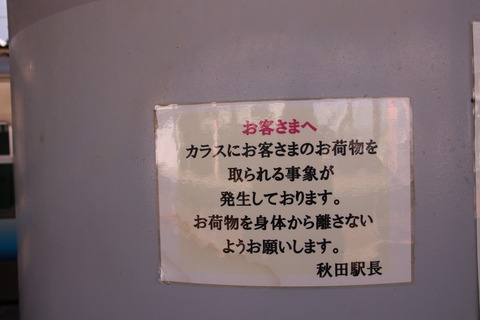 お客さまへ
カラスにお客さまのお荷物を
取られる事象が
発生しております。
お荷物を身体から離さない
ようお願いします。
秋田駅長